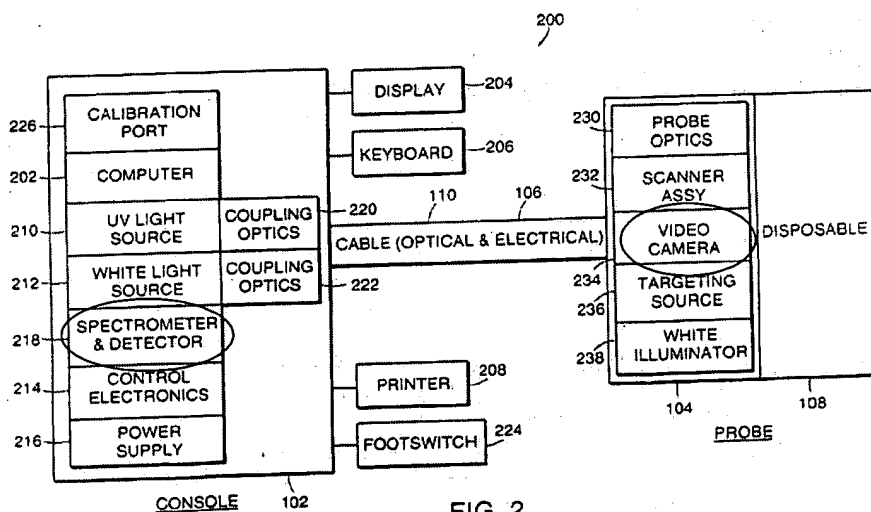 200
226
CALIBRATION
PORT
202
COMPUTER
210
UV LIGHT
SOURCE
COUPLING
OPTICS
220
212
WHITE LIGHT
SOURCE
COUPLING
OPTICS
222
218
SPECTROMETER
& DETECTOR
214
CONTROL
ELECTRONICS
216
POWER
SUPPLY
CONSOLE
102
DISPLAY
204
KEYBOARD
206
110
106
CABLE (OPTICAL & ELECTRICAL)
PRINTER
208
FOOTSWITCH
224
230
PROBE
OPTICS
232
SCANNER
ASSY
234
VIDEO
CAMERA
236
TARGETING
SOURCE
238
WHITE
ILLUMINATOR
DISPOSABLE
104
108
PROBE
FIG. 2